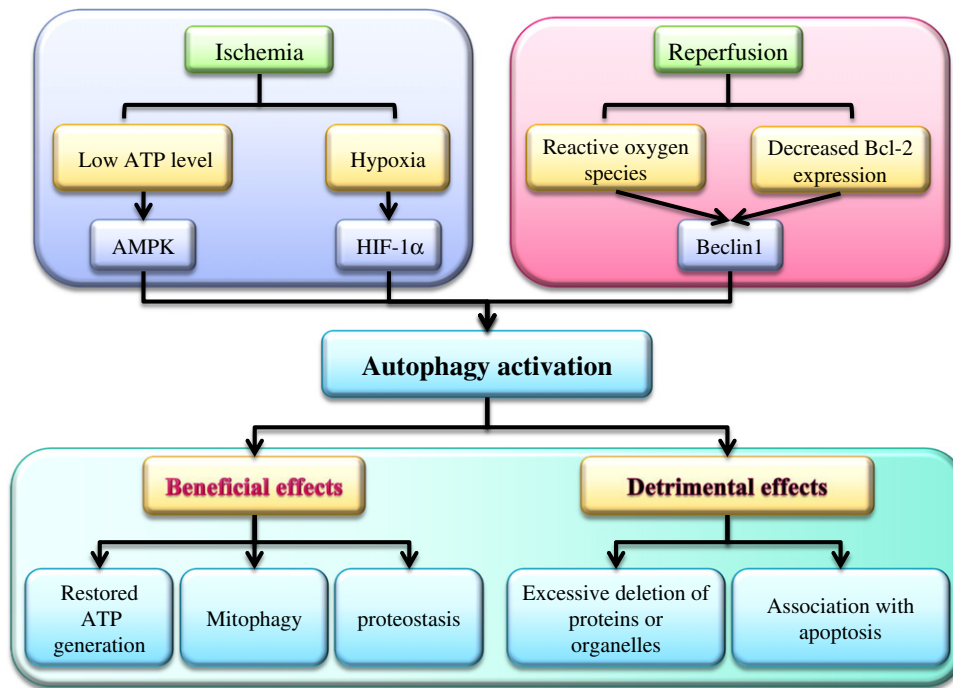 Ischemia
Reperfusion
Low ATP level
Hypoxia
Reactive oxygen
species
Decreased Bcl-2
expression
AMPK
HIF-1α
Beclin1
Autophagy activation
Beneficial effects
Detrimental effects
Restored
ATP
generation
Mitophagy
proteostasis
Excessive deletion of
proteins or
organelles
Association with
apoptosis